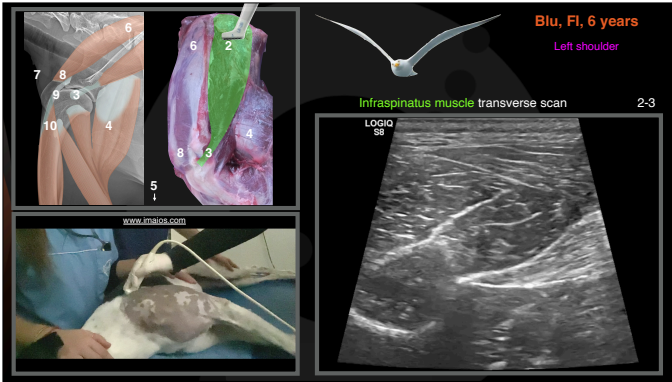 6
7
8
9
3
10
4
6
2
4
8
3
5
www.imaios.com
Blu, FI, 6 years
Left shoulder
Infraspinatus muscle transverse scan
2-3
LOGIQ
S8